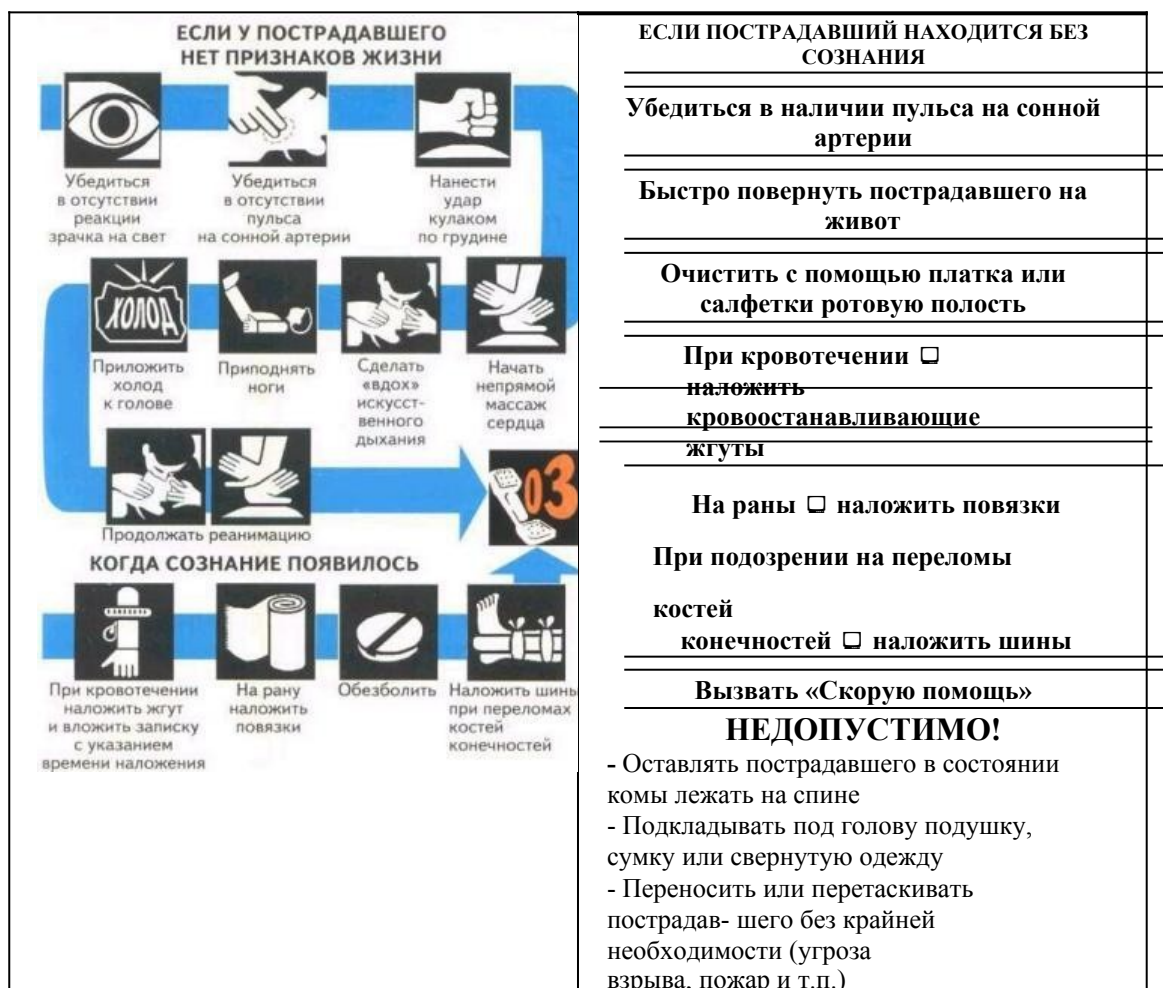 ЕСЛИ У ПОСТРАДАВШЕГО
НЕТ ПРИЗНАКОВ ЖИЗНИ
Убедиться
в отсутствии
реакции
зрачка на свет
Убедиться
в отсутствии
пульса
на сонной артерии
Нанести
удар
кулаком
по грудине
ХОЛОД
Приложить
холод
к голове
Приподнять
ноги
Сделать
«вдох»
искусст-
венного
дыхания
Начать
непрямой
массаж
сердца
03
Продолжать реанимацию
КОГДА СОЗНАНИЕ ПОЯВИЛОСЬ
При кровотечении
наложить жгут
и вложить записку
с указанием
времени наложения
На рану
наложить
повязки
Обезболить
Наложить шины
при переломах
костей
конечностей
ЕСЛИ ПОСТРАДАВШИЙ НАХОДИТСЯ БЕЗ
СОЗНАНИЯ
Убедиться в наличии пульса на сонной
артерии
Быстро повернуть пострадавшего на
живот
Очистить с помощью платка или
салфетки ротовую полость
При кровотечении
наложить
кровоостанавливающие
жгуты
На раны наложить повязки
При подозрении на переломы
костей
конечностей наложить шины
Вызвать «Скорую помощь»
НЕДОПУСТИМО!
- Оставлять пострадавшего в состоянии
комы лежать на спине
- Подкладывать под голову подушку,
сумку или свернутую одежду
- Переносить или перетаскивать
пострадав- шего без крайней
необходимости (угроза
взрыва, пожар и т.п.)